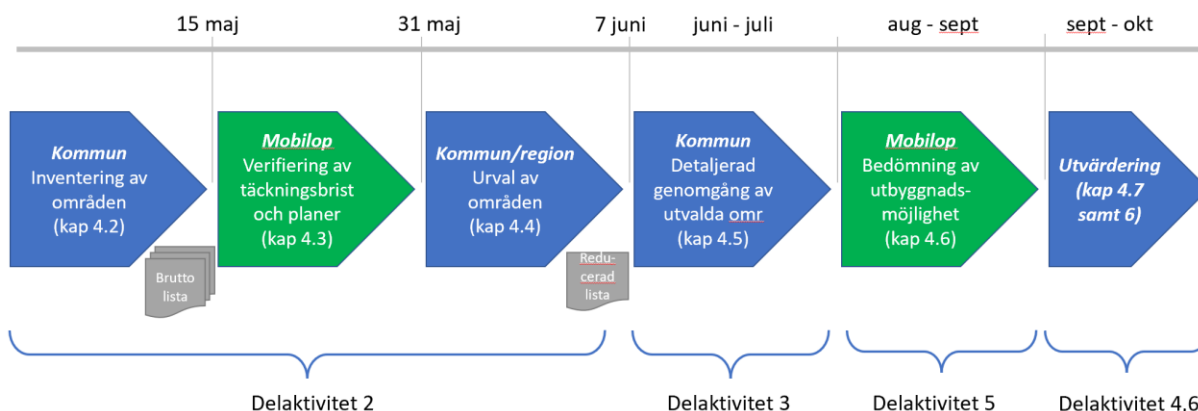 15 maj
31 maj
7 juni
juni - juli
aug - sept
sept - okt
Kommun
Inventering av
områden
(kap 4.2)
Mobilop
Verifiering av
täckningsbrist
och planer
(kap 4.3)
Kommun/region
Urval av
områden
(kap 4.4)
Kommun
Detaljerad
genomgång av
utvalda omr
(kap 4.5)
Mobilop
Bedömning av
utbyggnads-
möjlighet
(kap 4.6)
Utvärdering
(kap 4.7
samt 6)
Brutto
lista
Redu-
cerad
lista
Delaktivitet 2
Delaktivitet 3
Delaktivitet 5
Delaktivitet 4.6